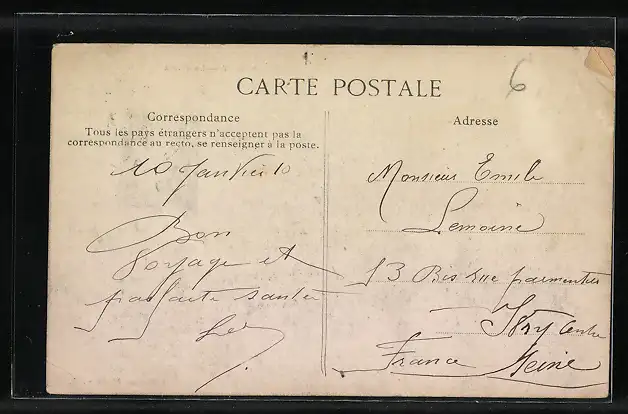 6
CARTE POSTALE
Correspondance
Tous les pays étrangers n'acceptent pas la
correspondance au recto, se renseigner à la poste.
Adresse
10 Janvier 10
Bon
Voyage et
parfaite santé
Monsieur Emile
Lemoine
13 Bis rue parmentier
Ivry Centre
France Seine